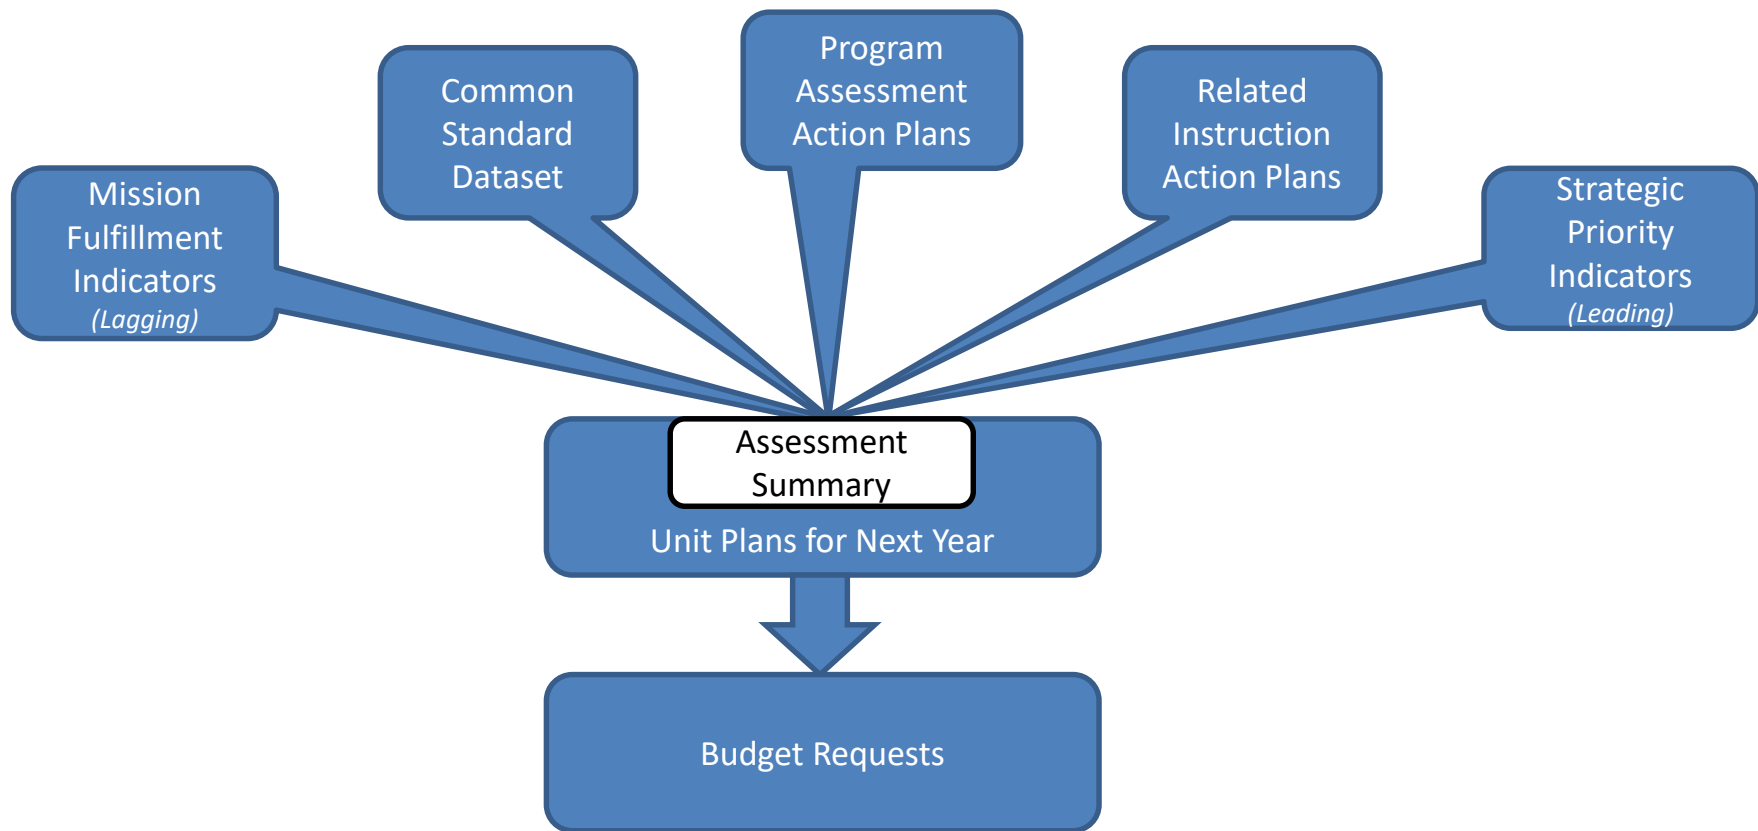 Mission
Fulfillment
Indicators
(Lagging)
Common
Standard
Dataset
Program
Assessment
Action Plans
Related
Instruction
Action Plans
Strategic
Priority
Indicators
(Leading)
Assessment
Summary
Unit Plans for Next Year
Budget Requests